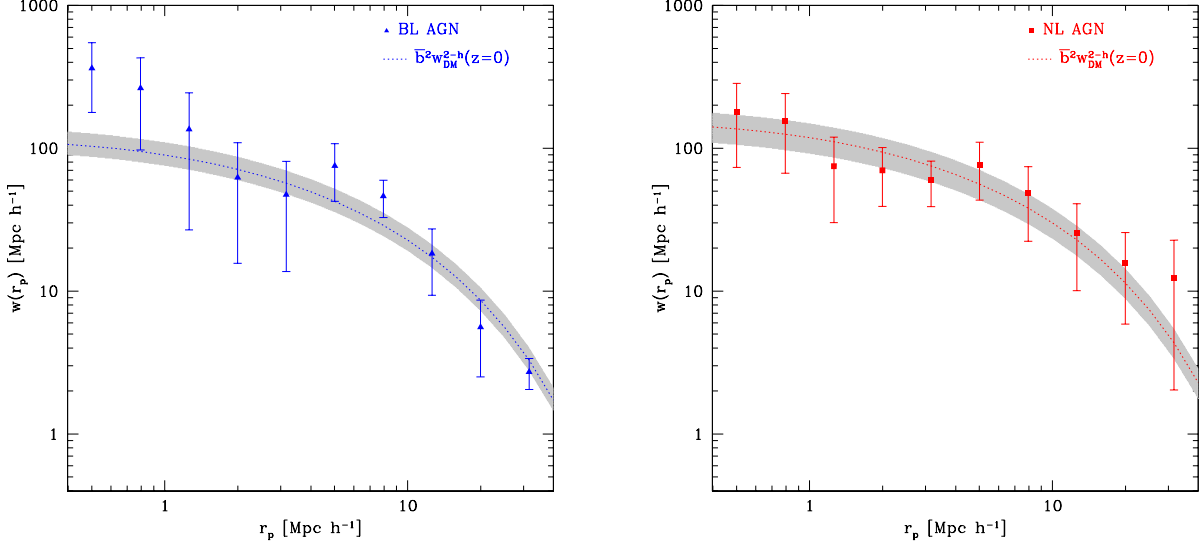 1000
100
10
1
w(r_p) [Mpc h⁻¹]
BL AGN
b̄²w_DM^2-h(z=0)
1
10
r_p [Mpc h⁻¹]
1000
100
10
1
w(r_p) [Mpc h⁻¹]
NL AGN
b̄²w_DM^2-h(z=0)
1
10
r_p [Mpc h⁻¹]